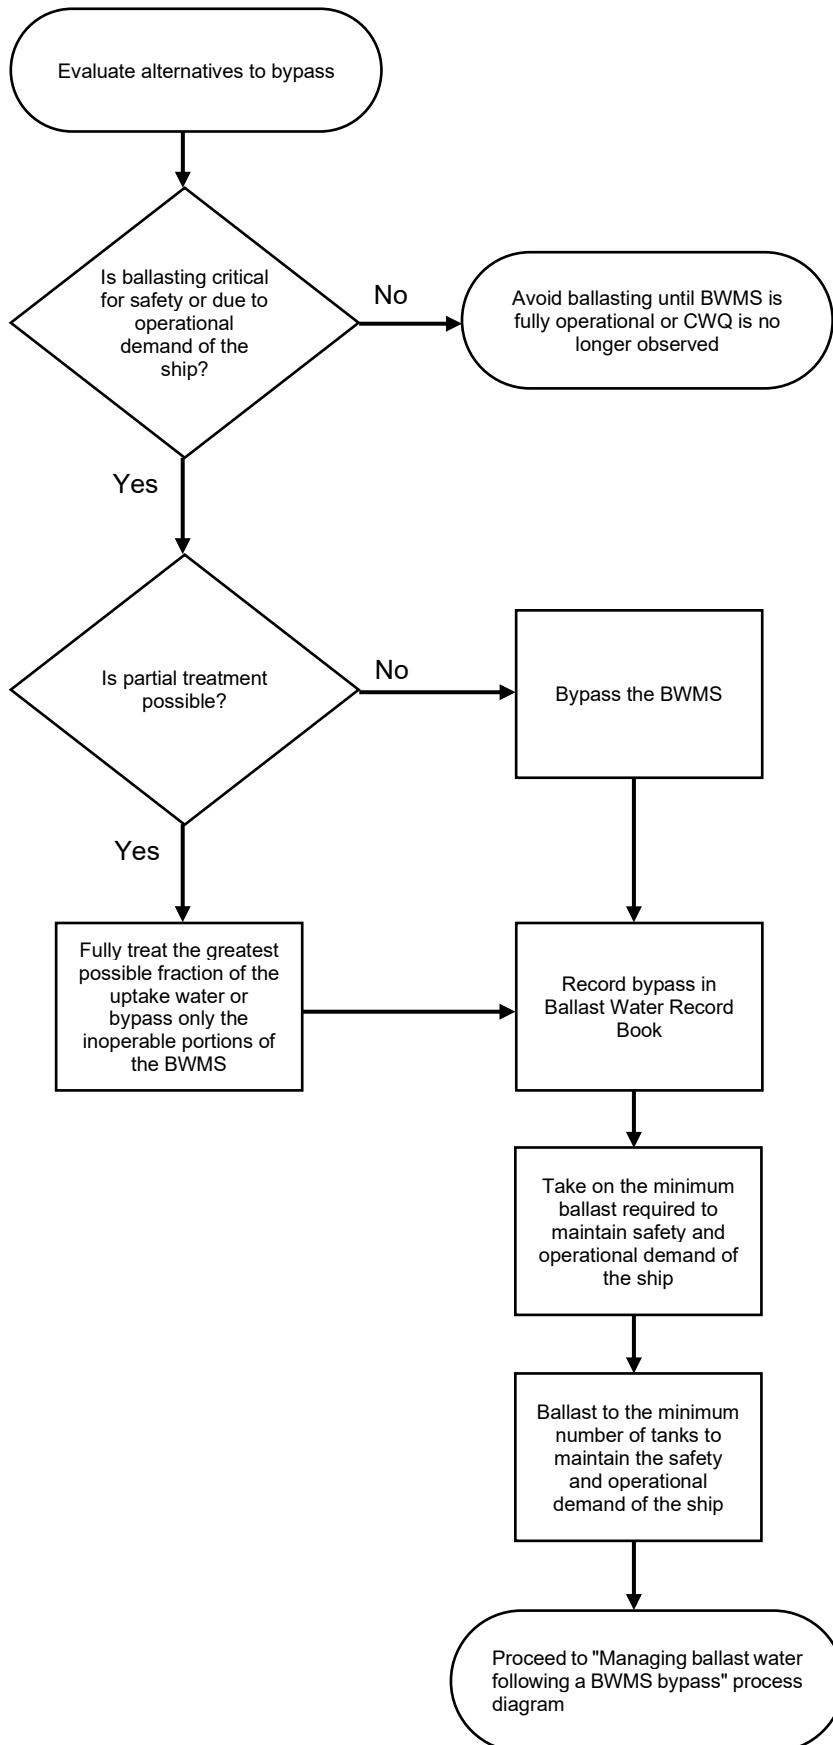 Evaluate alternatives to bypass
Is ballasting critical
for safety or due to
operational
demand of the
ship?
No
Avoid ballasting until BWMS is
fully operational or CWQ is no
longer observed
Yes
Is partial treatment
possible?
No
Bypass the BWMS
Yes
Fully treat the greatest
possible fraction of the
uptake water or
bypass only the
inoperable portions of
the BWMS
Record bypass in
Ballast Water Record
Book
Take on the minimum
ballast required to
maintain safety and
operational demand of
the ship
Ballast to the minimum
number of tanks to
maintain the safety
and operational
demand of the ship
Proceed to "Managing ballast water
following a BWMS bypass" process
diagram